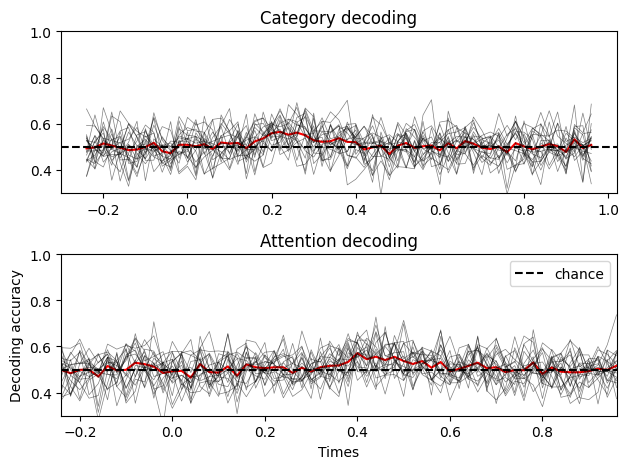 Category decoding
1.0
0.8
0.6
0.4
−0.2 0.0 0.2 0.4 0.6 0.8 1.0
Attention decoding
Decoding accuracy
1.0
0.8
0.6
0.4
chance
−0.2 0.0 0.2 0.4 0.6 0.8
Times